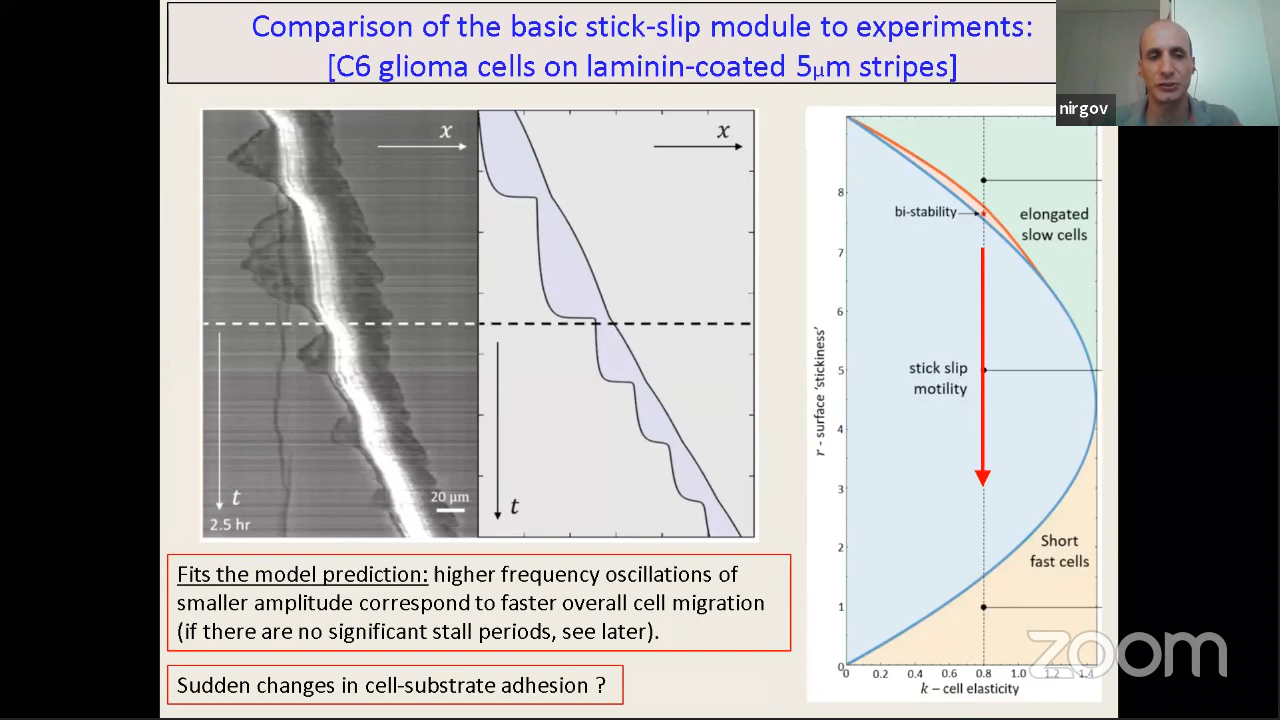 Comparison of the basic stick-slip module to experiments:
[C6 glioma cells on laminin-coated 5μm stripes]
nirgov
x
x
t
2.5 hr
20 μm
t
Fits the model prediction: higher frequency oscillations of
smaller amplitude correspond to faster overall cell migration
(if there are no significant stall periods, see later).
Sudden changes in cell-substrate adhesion ?
r - surface 'stickiness'
8
7
6
5
4
3
2
1
0
bi-stability
elongated
slow cells
stick slip
motility
Short
fast cells
0 0.2 0.4 0.6 0.8 1.0 1.2 1.4
k – cell elasticity
zoom